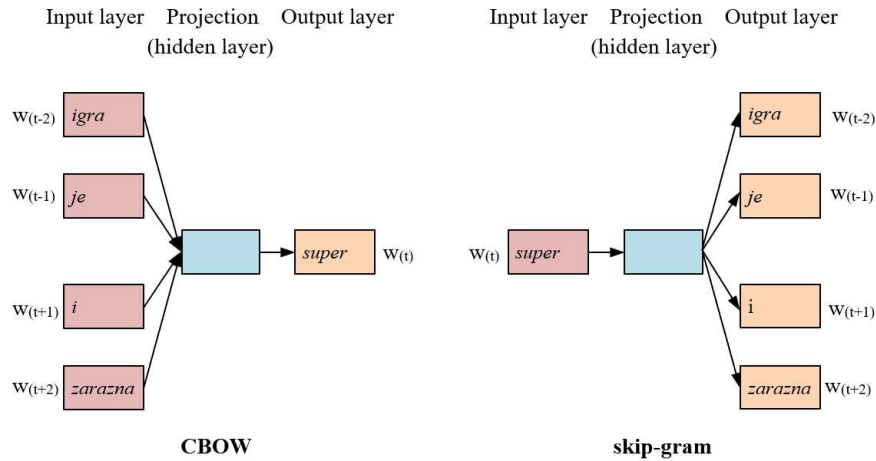 Input layer Projection Output layer
(hidden layer)
W(t-2) igra
W(t-1) je
super W(t)
W(t+1) i
W(t+2) zarazna
CBOW
Input layer Projection Output layer
(hidden layer)
igra W(t-2)
je W(t-1)
W(t) super
i W(t+1)
zarazna W(t+2)
skip-gram